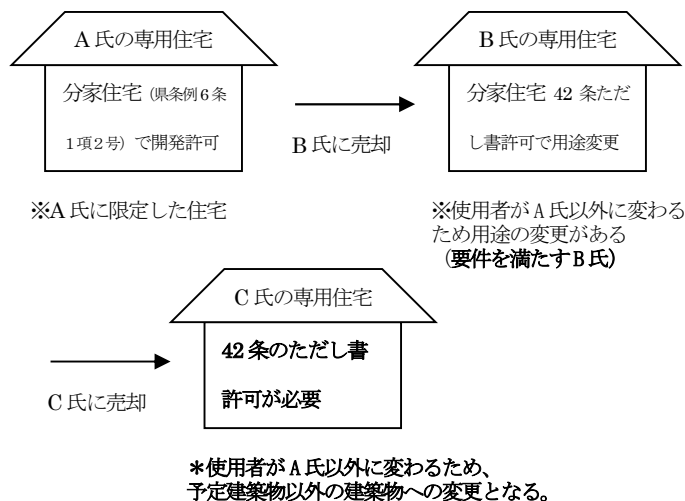 A氏の専用住宅
分家住宅（県条例6条
1項2号）で開発許可
※A氏に限定した住宅
B氏に売却
B氏の専用住宅
分家住宅 42条ただ
し書許可で用途変更
※使用者がA氏以外に変わる
ため用途の変更がある
（要件を満たすB氏）
C氏に売却
C氏の専用住宅
42条のただし書
許可が必要
＊使用者がA氏以外に変わるため、
予定建築物以外の建築物への変更となる。